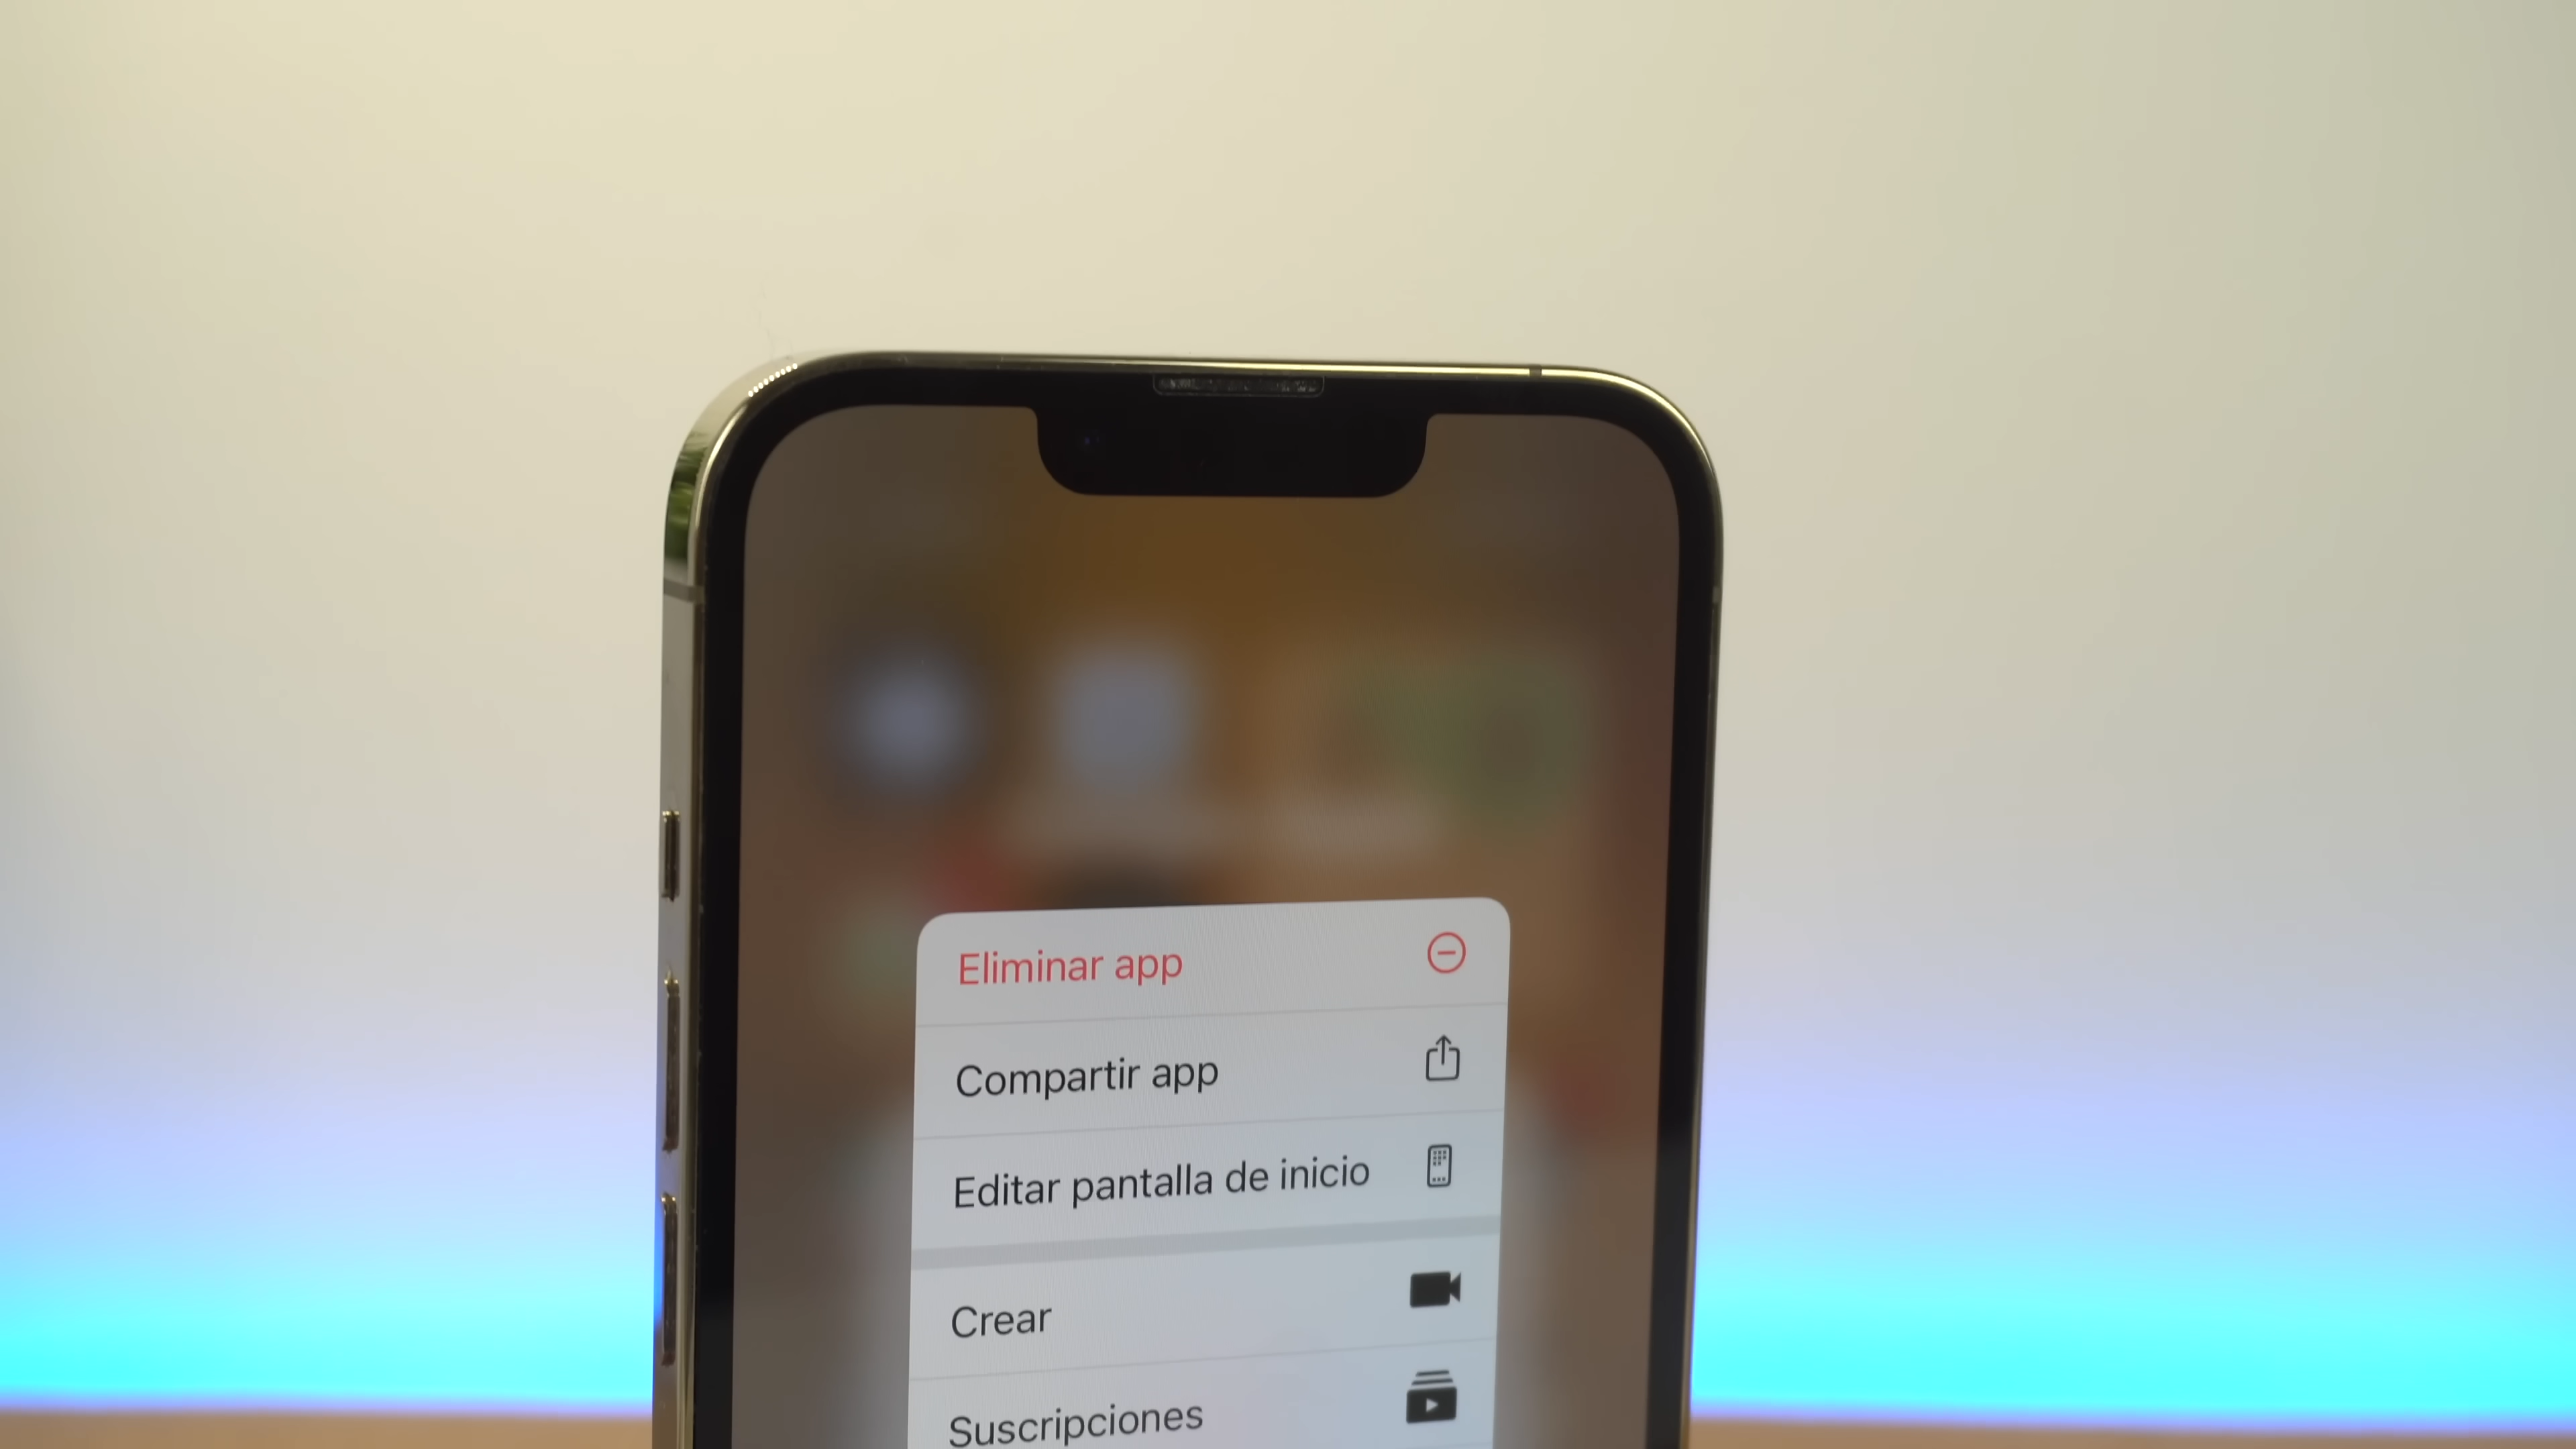 Eliminar app
Compartir app
Editar pantalla de inicio
Crear
Suscripciones